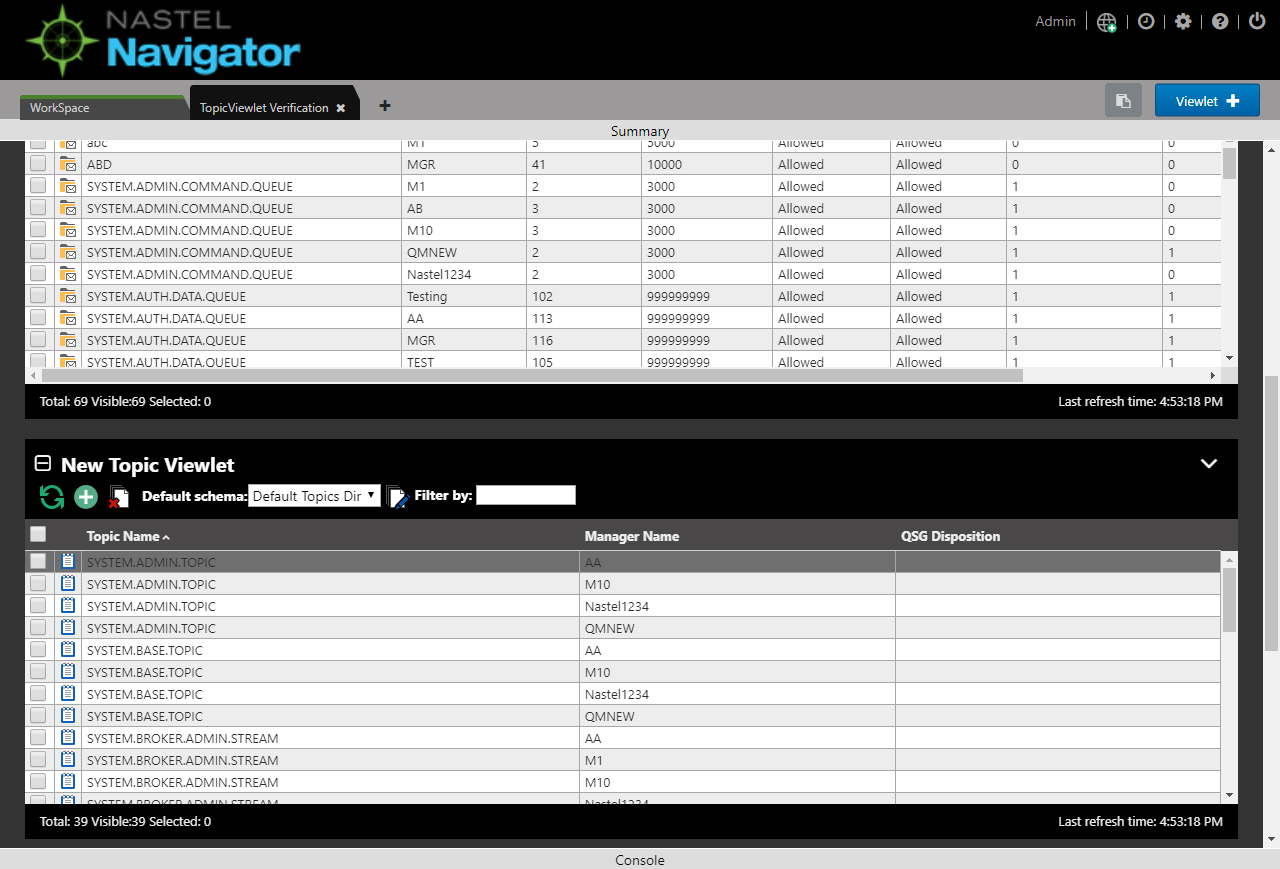 NASTEL
Navigator
Admin
WorkSpace
TopicViewlet Verification
Viewlet
Summary
abc M1 5 5000 Allowed Allowed 0 0
ABD MGR 41 10000 Allowed Allowed 0 0
SYSTEM.ADMIN.COMMAND.QUEUE M1 2 3000 Allowed Allowed 1 0
SYSTEM.ADMIN.COMMAND.QUEUE AB 3 3000 Allowed Allowed 1 0
SYSTEM.ADMIN.COMMAND.QUEUE M10 3 3000 Allowed Allowed 1 0
SYSTEM.ADMIN.COMMAND.QUEUE QMNEW 2 3000 Allowed Allowed 1 1
SYSTEM.ADMIN.COMMAND.QUEUE Nastel1234 2 3000 Allowed Allowed 1 0
SYSTEM.AUTH.DATA.QUEUE Testing 102 999999999 Allowed Allowed 1 1
SYSTEM.AUTH.DATA.QUEUE AA 113 999999999 Allowed Allowed 1 1
SYSTEM.AUTH.DATA.QUEUE MGR 116 999999999 Allowed Allowed 1 1
SYSTEM.AUTH.DATA.QUEUE TEST 105 999999999 Allowed Allowed 1 1
Total: 69 Visible:69 Selected: 0 Last refresh time: 4:53:18 PM
New Topic Viewlet
Default schema: Default Topics Dir Filter by:
Topic Name Manager Name QSG Disposition
SYSTEM.ADMIN.TOPIC AA
SYSTEM.ADMIN.TOPIC M10
SYSTEM.ADMIN.TOPIC Nastel1234
SYSTEM.ADMIN.TOPIC QMNEW
SYSTEM.BASE.TOPIC AA
SYSTEM.BASE.TOPIC M10
SYSTEM.BASE.TOPIC Nastel1234
SYSTEM.BASE.TOPIC QMNEW
SYSTEM.BROKER.ADMIN.STREAM AA
SYSTEM.BROKER.ADMIN.STREAM M1
SYSTEM.BROKER.ADMIN.STREAM M10
SYSTEM.BROKER.ADMIN.STREAM Nastel1234
Total: 39 Visible:39 Selected: 0 Last refresh time: 4:53:18 PM
Console